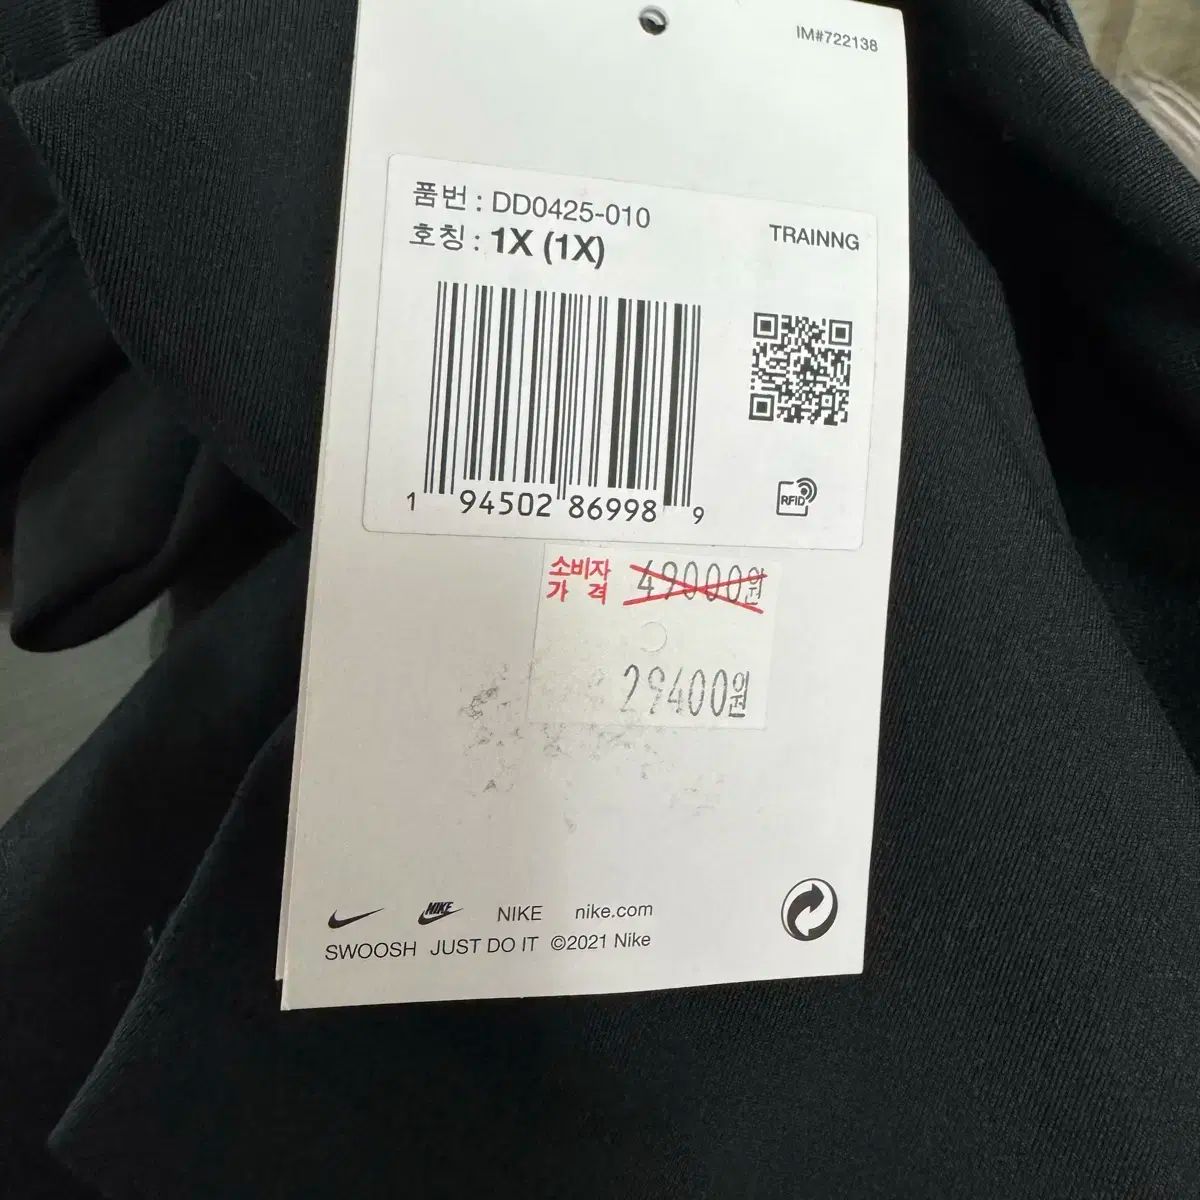 IM#722138
품번 : DD0425-010
호칭 : 1X (1X)
TRAINNG
1 94502 86998 9
RFID
소비자
가 격 49000원
29400원
NIKE NIKE nike.com
SWOOSH JUST DO IT ©2021 Nike